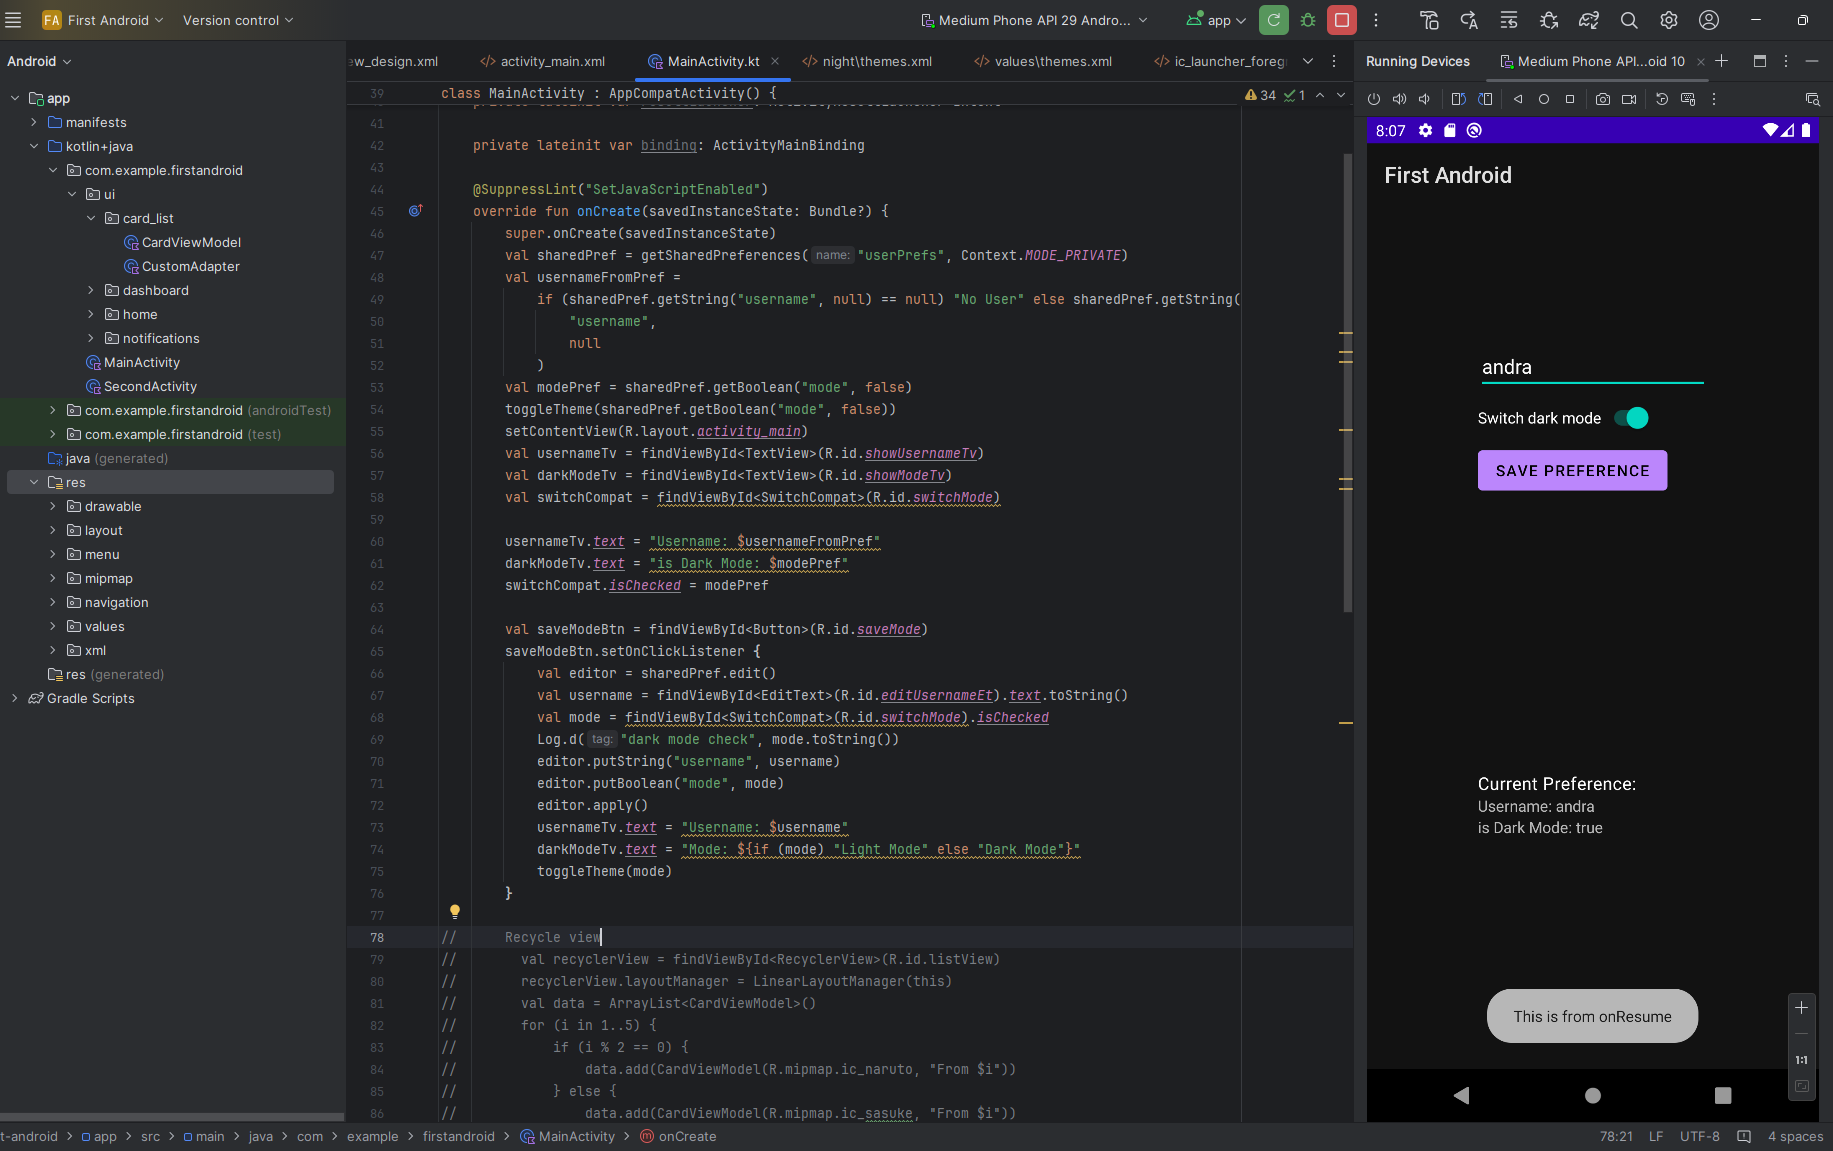 FA First Android Version control Medium Phone API 29 Andro... app
Android
app
manifests
kotlin+java
com.example.firstandroid
ui
card_list
CardViewModel
CustomAdapter
dashboard
home
notifications
MainActivity
SecondActivity
com.example.firstandroid (androidTest)
com.example.firstandroid (test)
java (generated)
res
drawable
layout
menu
mipmap
navigation
values
xml
res (generated)
Gradle Scripts
ew_design.xml activity_main.xml MainActivity.kt night\themes.xml values\themes.xml ic_launcher_foreg
39 class MainActivity : AppCompatActivity() { 34 1
41
42 private lateinit var binding: ActivityMainBinding
43
44 @SuppressLint("SetJavaScriptEnabled")
45 override fun onCreate(savedInstanceState: Bundle?) {
46 super.onCreate(savedInstanceState)
47 val sharedPref = getSharedPreferences( name: "userPrefs", Context.MODE_PRIVATE)
48 val usernameFromPref =
49 if (sharedPref.getString("username", null) == null) "No User" else sharedPref.getString(
50 "username",
51 null
52 )
53 val modePref = sharedPref.getBoolean("mode", false)
54 toggleTheme(sharedPref.getBoolean("mode", false))
55 setContentView(R.layout.activity_main)
56 val usernameTv = findViewById<TextView>(R.id.showUsernameTv)
57 val darkModeTv = findViewById<TextView>(R.id.showModeTv)
58 val switchCompat = findViewById<SwitchCompat>(R.id.switchMode)
59
60 usernameTv.text = "Username: $usernameFromPref"
61 darkModeTv.text = "is Dark Mode: $modePref"
62 switchCompat.isChecked = modePref
63
64 val saveModeBtn = findViewById<Button>(R.id.saveMode)
65 saveModeBtn.setOnClickListener {
66 val editor = sharedPref.edit()
67 val username = findViewById<EditText>(R.id.editUsernameEt).text.toString()
68 val mode = findViewById<SwitchCompat>(R.id.switchMode).isChecked
69 Log.d( tag: "dark mode check", mode.toString())
70 editor.putString("username", username)
71 editor.putBoolean("mode", mode)
72 editor.apply()
73 usernameTv.text = "Username: $username"
74 darkModeTv.text = "Mode: ${if (mode) "Light Mode" else "Dark Mode"}"
75 toggleTheme(mode)
76 }
77
78 // Recycle view
79 // val recyclerView = findViewById<RecyclerView>(R.id.listView)
80 // recyclerView.layoutManager = LinearLayoutManager(this)
81 // val data = ArrayList<CardViewModel>()
82 // for (i in 1..5) {
83 // if (i % 2 == 0) {
84 // data.add(CardViewModel(R.mipmap.ic_naruto, "From $i"))
85 // } else {
86 // data.add(CardViewModel(R.mipmap.ic_sasuke, "From $i"))
Running Devices Medium Phone API...oid 10
8:07
First Android
andra
Switch dark mode
SAVE PREFERENCE
Current Preference:
Username: andra
is Dark Mode: true
This is from onResume
1:1
t-android > app > src > main > java > com > example > firstandroid > MainActivity > onCreate 78:21 LF UTF-8 4 spaces